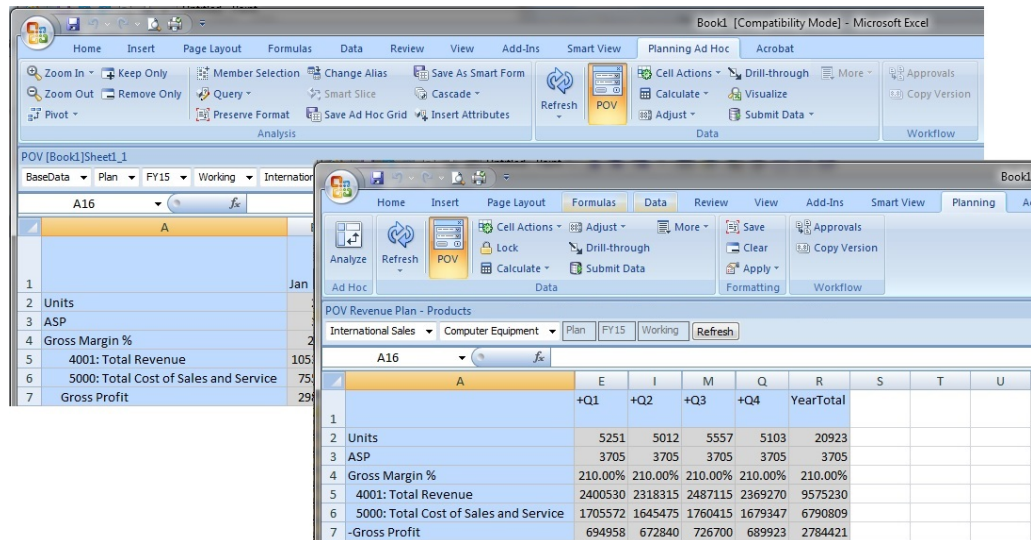 Book1 [Compatibility Mode] - Microsoft Excel
Home Insert Page Layout Formulas Data Review View Add-Ins Smart View Planning Ad Hoc Acrobat
Zoom In Keep Only Member Selection Change Alias Save As Smart Form Cell Actions Drill-through More Approvals
Zoom Out Remove Only Query Smart Slice Cascade Refresh POV Calculate Visualize Copy Version
Pivot Preserve Format Save Ad Hoc Grid Insert Attributes Adjust Submit Data
Analysis Data Workflow
POV [Book1]Sheet1_1
BaseData Plan FY15 Working
A16 fx
A
1 Jan
2 Units
3 ASP
4 Gross Margin %
5 4001: Total Revenue
6 5000: Total Cost of Sales and Service
7 Gross Profit
Book1
Home Insert Page Layout Formulas Data Review View Add-Ins Smart View Planning
Analyze Refresh POV Cell Actions Adjust More Save Approvals
Lock Drill-through Clear Copy Version
Calculate Submit Data Apply
Ad Hoc Data Formatting Workflow
POV Revenue Plan - Products
International Sales Computer Equipment Plan FY15 Working Refresh
A16 fx
A E I M Q R S T U
1 +Q1 +Q2 +Q3 +Q4 YearTotal
2 Units 5251 5012 5557 5103 20923
3 ASP 3705 3705 3705 3705 3705
4 Gross Margin % 210.00% 210.00% 210.00% 210.00% 210.00%
5 4001: Total Revenue 2400530 2318315 2487115 2369270 9575230
6 5000: Total Cost of Sales and Service 1705572 1645475 1760415 1679347 6790809
7 -Gross Profit 694958 672840 726700 689923 2784421